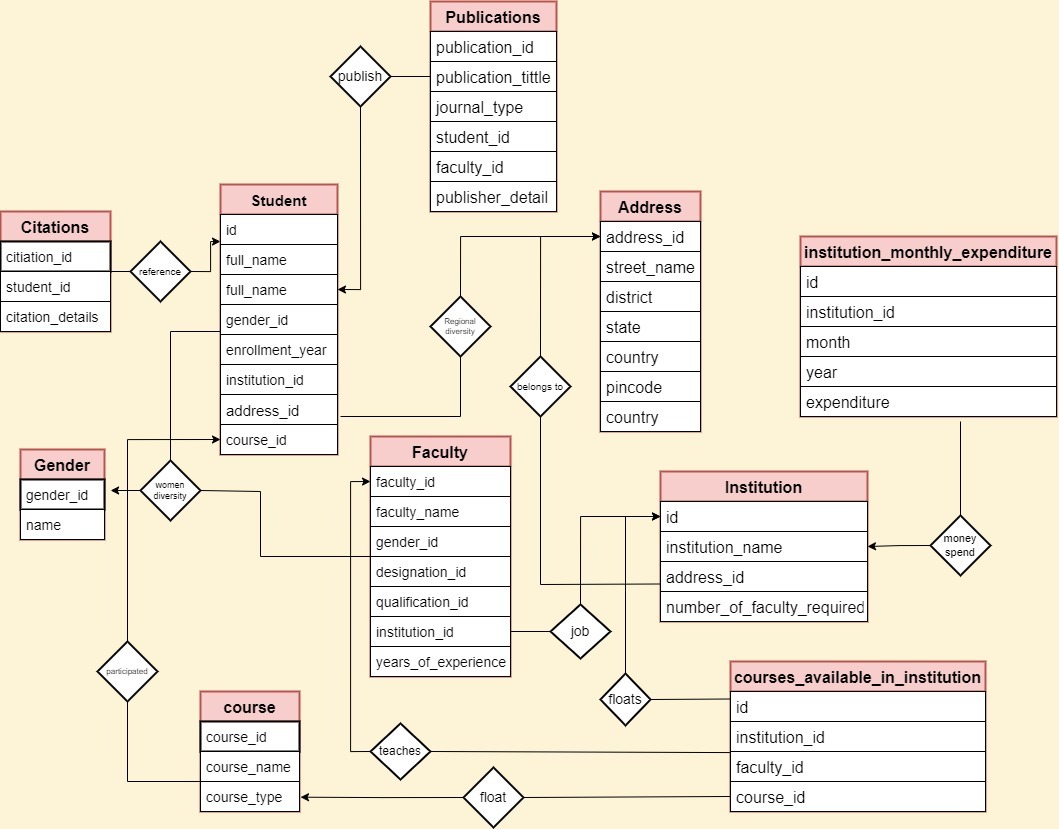 Publications
publication_id
publication_tittle
journal_type
student_id
faculty_id
publisher_detail
publish
Student
id
full_name
full_name
gender_id
enrollment_year
institution_id
address_id
course_id
Citations
citiation_id
student_id
citation_details
reference
Address
address_id
street_name
district
state
country
pincode
country
Regional
diversity
belongs to
institution_monthly_expenditure
id
institution_id
month
year
expenditure
Gender
gender_id
name
women
diversity
Faculty
faculty_id
faculty_name
gender_id
designation_id
qualification_id
institution_id
years_of_experience
Institution
id
institution_name
address_id
number_of_faculty_required
money
spend
job
participated
course
course_id
course_name
course_type
teaches
floats
float
courses_available_in_institution
id
institution_id
faculty_id
course_id